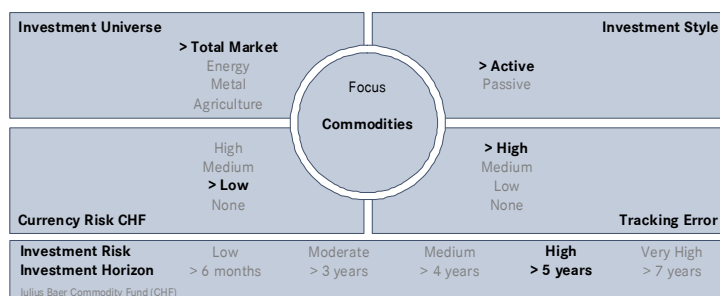 Investment Universe
> Total Market
Energy
Metal
Agriculture
Investment Style
> Active
Passive
Focus
Commodities
High
Medium
> Low
None
Currency Risk CHF
> High
Medium
Low
None
Tracking Error
Investment Risk Low Moderate Medium High Very High
Investment Horizon > 6 months > 3 years > 4 years > 5 years > 7 years
Julius Baer Commodity Fund (CHF)